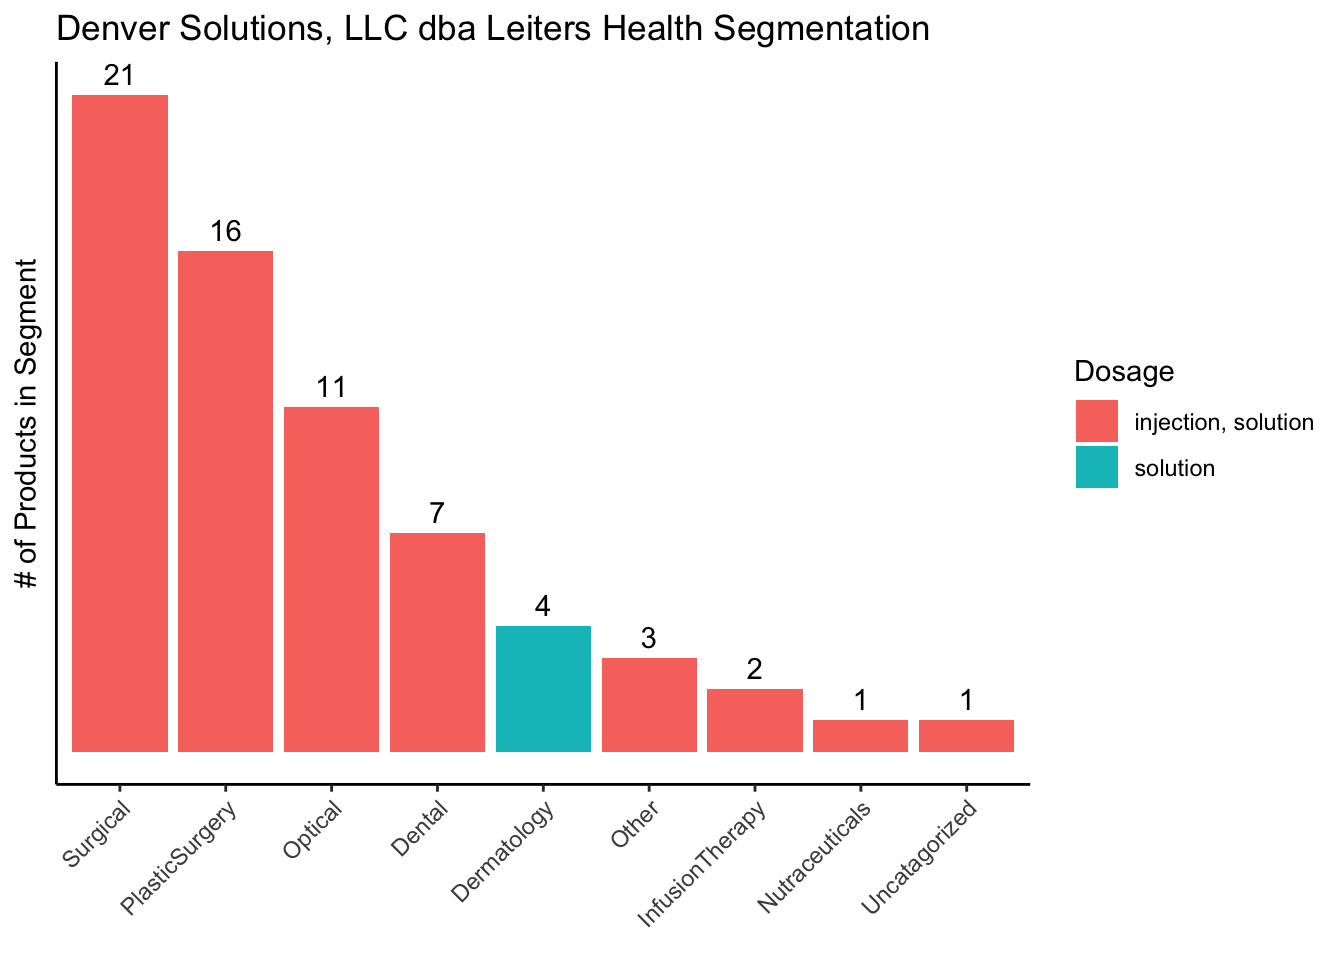 Denver Solutions, LLC dba Leiters Health Segmentation
# of Products in Segment
21
16
11
7
4
3
2
1
1
Surgical
PlasticSurgery
Optical
Dental
Dermatology
Other
InfusionTherapy
Nutraceuticals
Uncatagorized
Dosage
injection, solution
solution